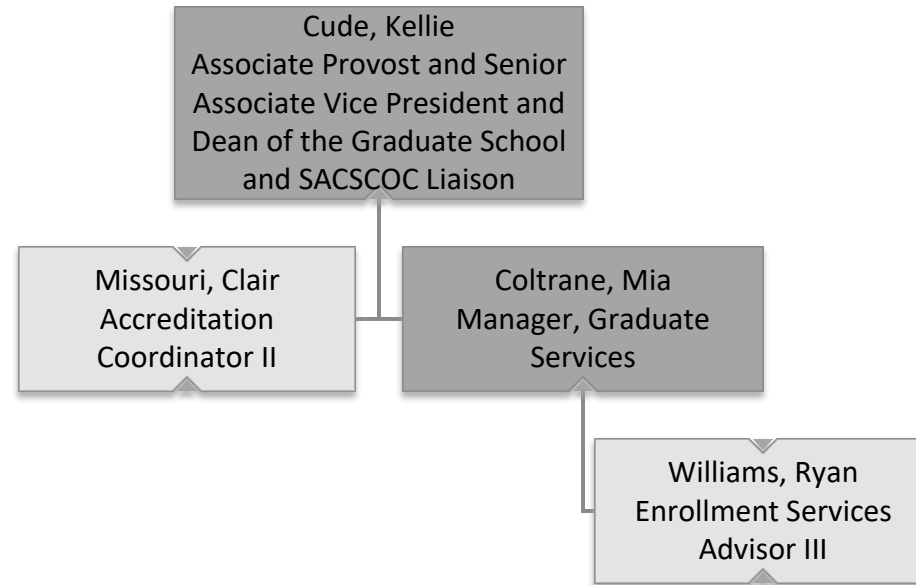 Cude, Kellie
Associate Provost and Senior
Associate Vice President and
Dean of the Graduate School
and SACSCOC Liaison
Missouri, Clair
Accreditation
Coordinator II
Coltrane, Mia
Manager, Graduate
Services
Williams, Ryan
Enrollment Services
Advisor III